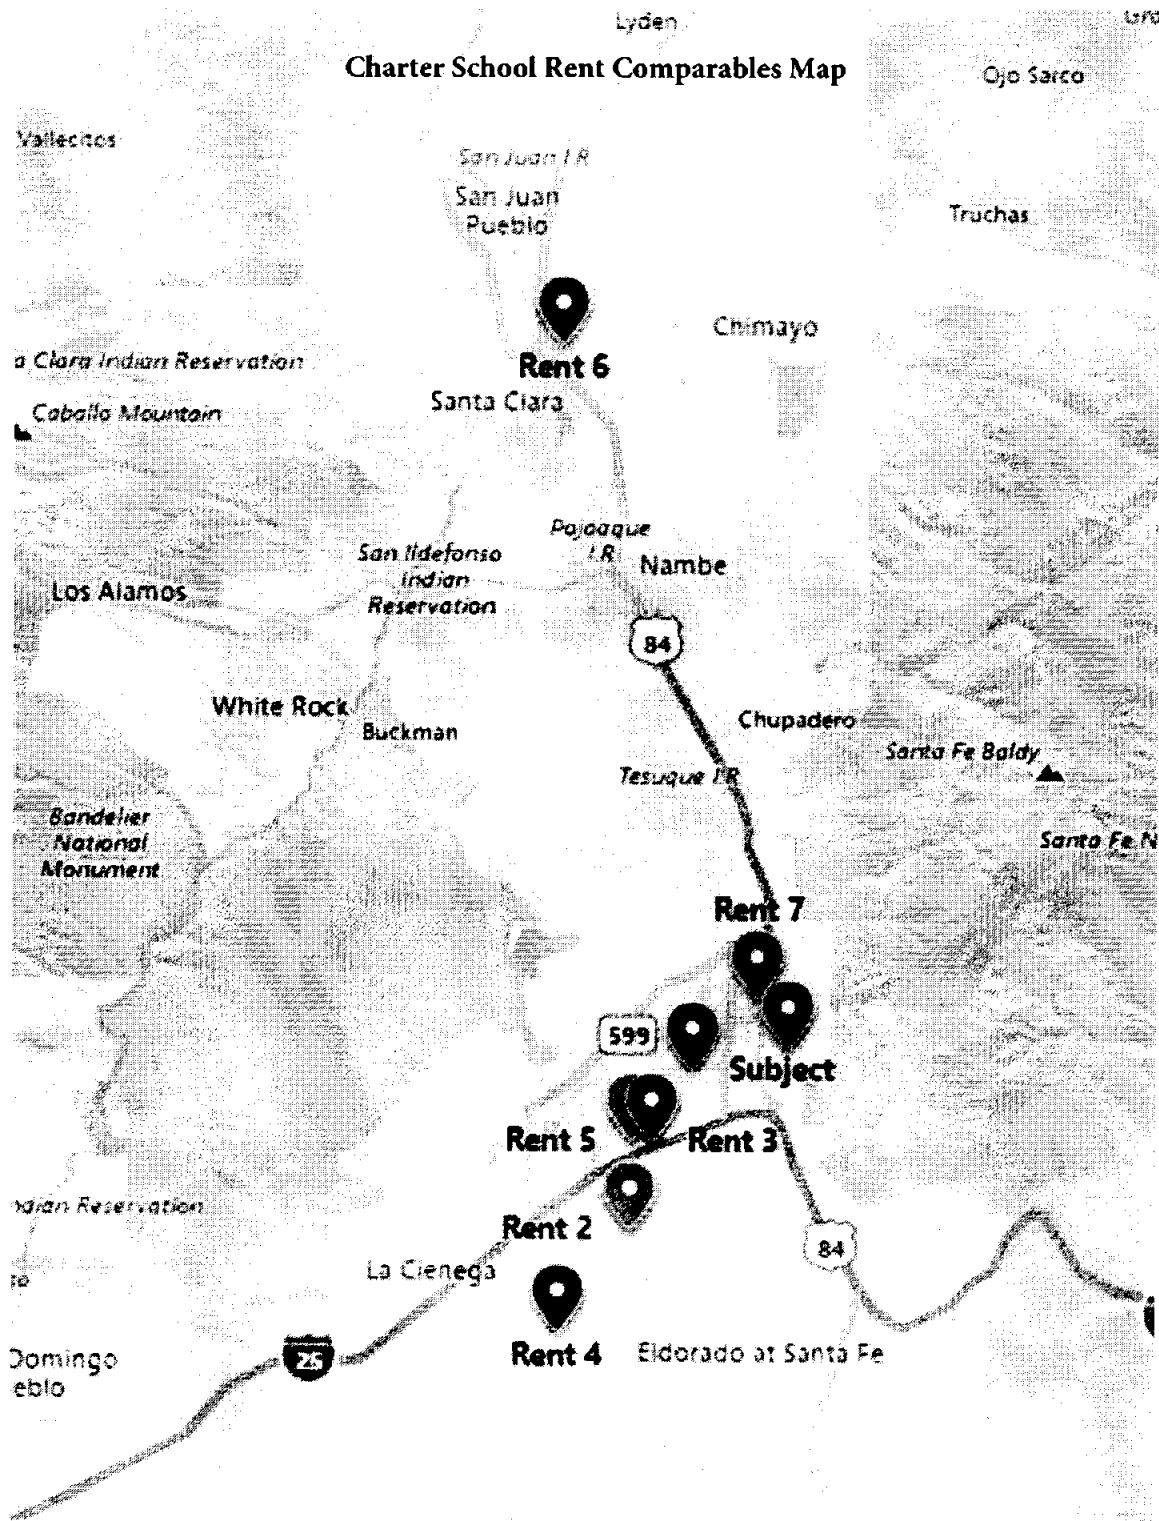 Lyden
Charter School Rent Comparables Map
Ojo Sarco
Vallecitos
San Juan I R
San Juan
Pueblo
Truchas
Chimayo
a Clara Indian Reservation
Rent 6
Santa Clara
Caballo Mountain
Pojoaque
I R
San Ildefonso
Indian
Reservation
Nambe
Los Alamos
84
White Rock
Buckman
Chupadero
Santa Fe Baldy
Tesuque I R
Bandelier
National
Monument
Santa Fe N
Rent 7
599
Subject
Rent 5
Rent 3
ndian Reservation
Rent 2
84
La Cienega
Rent 4
Eldorado at Santa Fe
25
Domingo
eblo